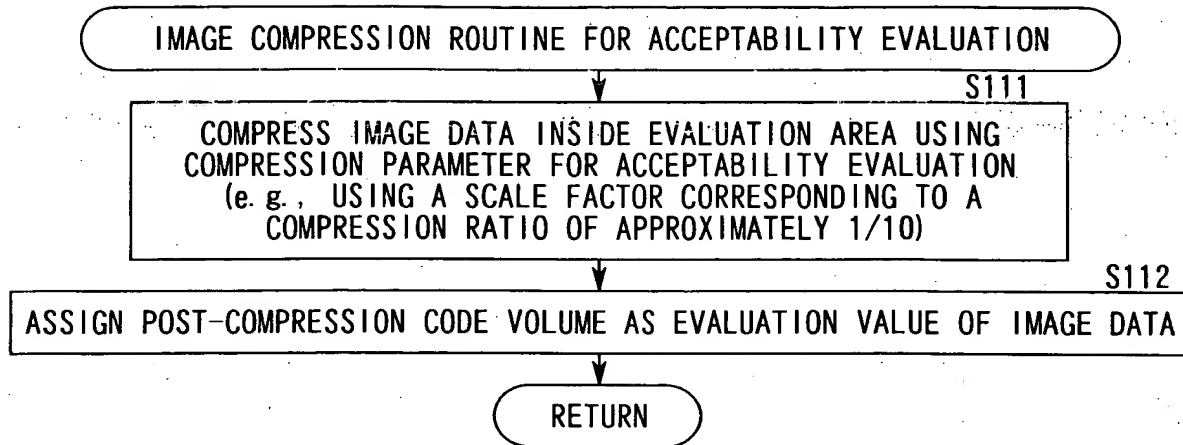 IMAGE COMPRESSION ROUTINE FOR ACCEPTABILITY EVALUATION
S111
COMPRESS IMAGE DATA INSIDE EVALUATION AREA USING
COMPRESSION PARAMETER FOR ACCEPTABILITY EVALUATION
(e. g., USING A SCALE FACTOR CORRESPONDING TO A
COMPRESSION RATIO OF APPROXIMATELY 1/10)
S112
ASSIGN POST-COMPRESSION CODE VOLUME AS EVALUATION VALUE OF IMAGE DATA
RETURN